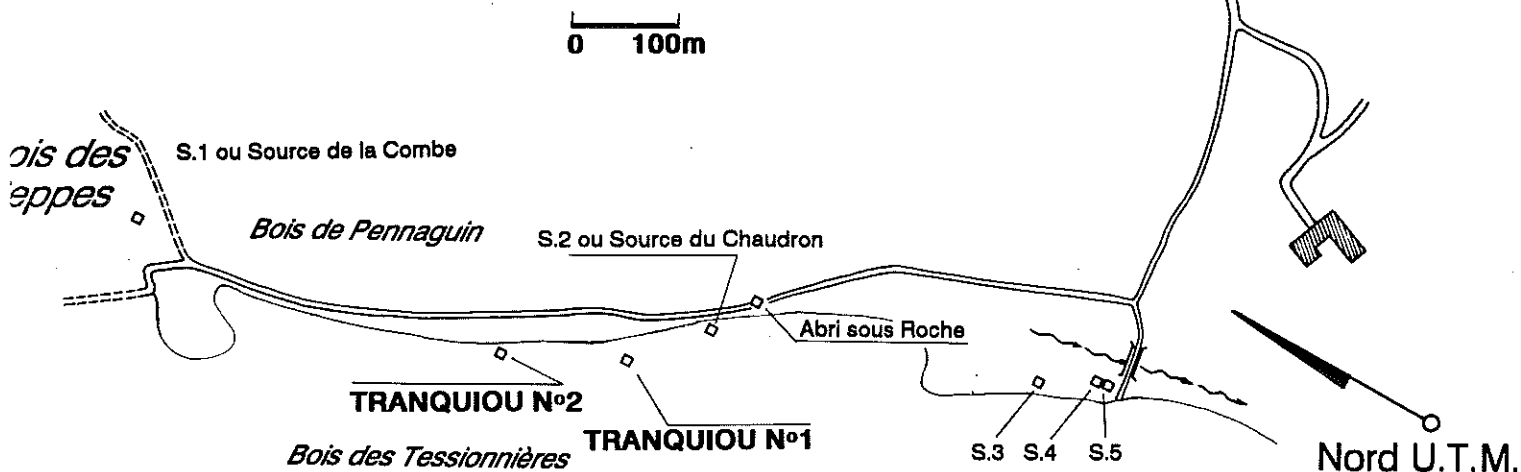 0 100m
ois des
eppes
S.1 ou Source de la Combe
Bois de Pennaguin
S.2 ou Source du Chaudron
Abri sous Roche
TRANQUIOU Nº2
TRANQUIOU Nº1
Bois des Tessionnières
S.3 S.4 S.5
Nord U.T.M.